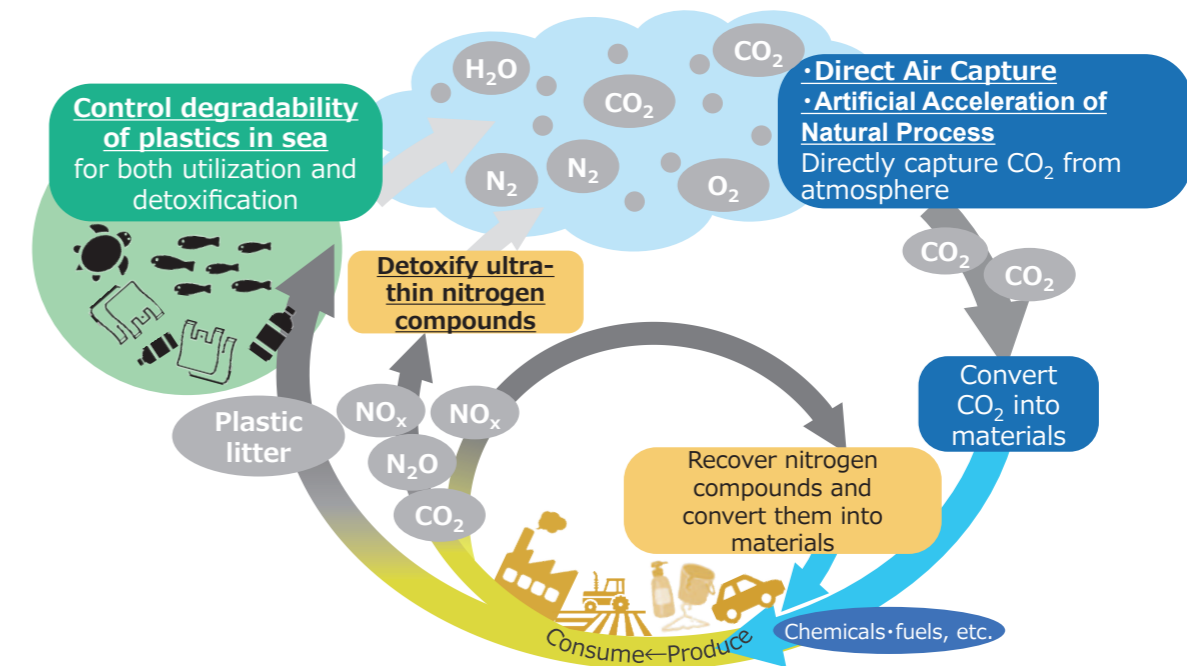 H₂O
CO₂
CO₂
N₂
N₂
O₂
Control degradability
of plastics in sea
for both utilization and
detoxification
・Direct Air Capture
・Artificial Acceleration of
Natural Process
Directly capture CO₂ from
atmosphere
CO₂
CO₂
Detoxify ultra-
thin nitrogen
compounds
Convert
CO₂ into
materials
Plastic
litter
NOₓ
NOₓ
N₂O
CO₂
Recover nitrogen
compounds and
convert them into
materials
Chemicals・fuels, etc.
Consume←Produce